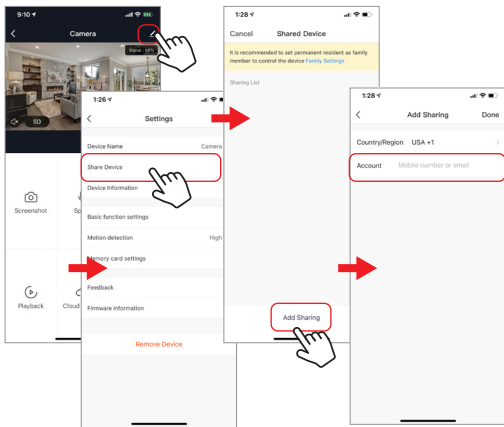 9:10
Camera
Signal : 68%
SD
Screenshot
Playback
Cloud
1:26
Settings
Device Name Camera
Share Device
Device Information
Basic function settings
Motion detection High
Memory card settings
Feedback
Firmware Information
Remove Device
1:28
Cancel Shared Device
It is recommended to set permanent resident as family
member to control the device Family Settings
Sharing List
Add Sharing
1:28
Add Sharing Done
Country/Region USA +1
Account Mobile number or email